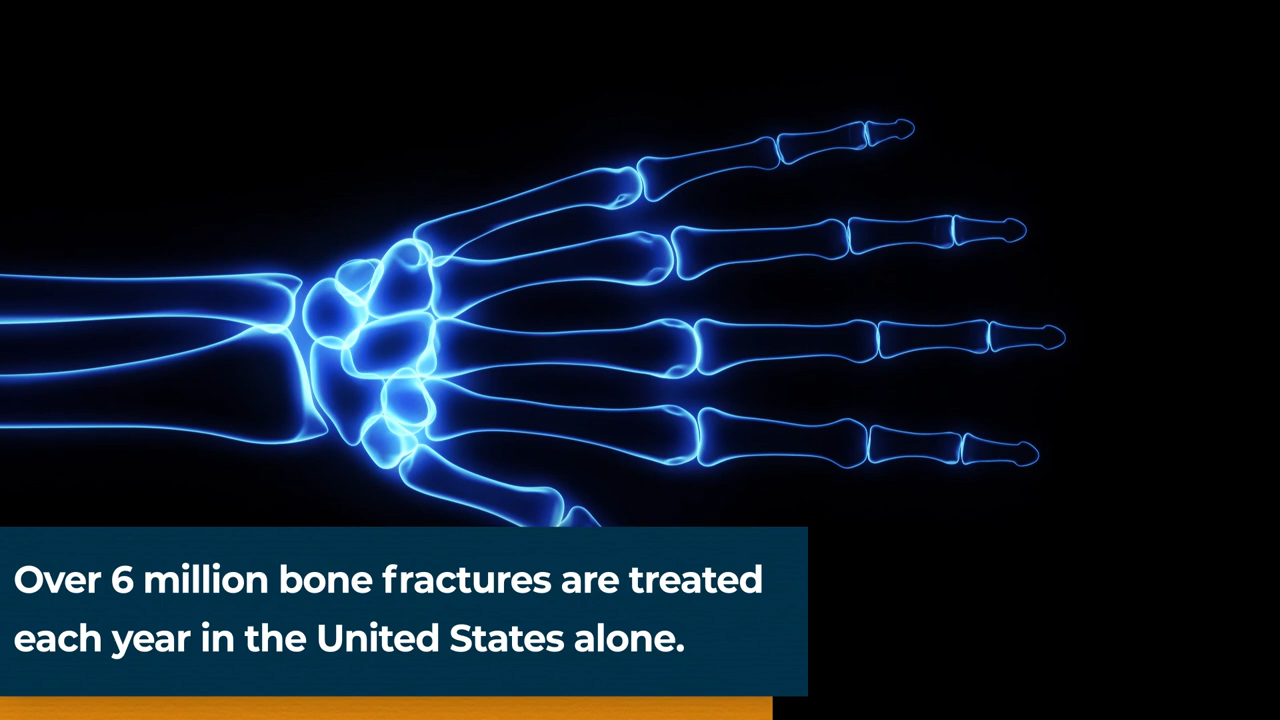 Over 6 million bone fractures are treated
each year in the United States alone.